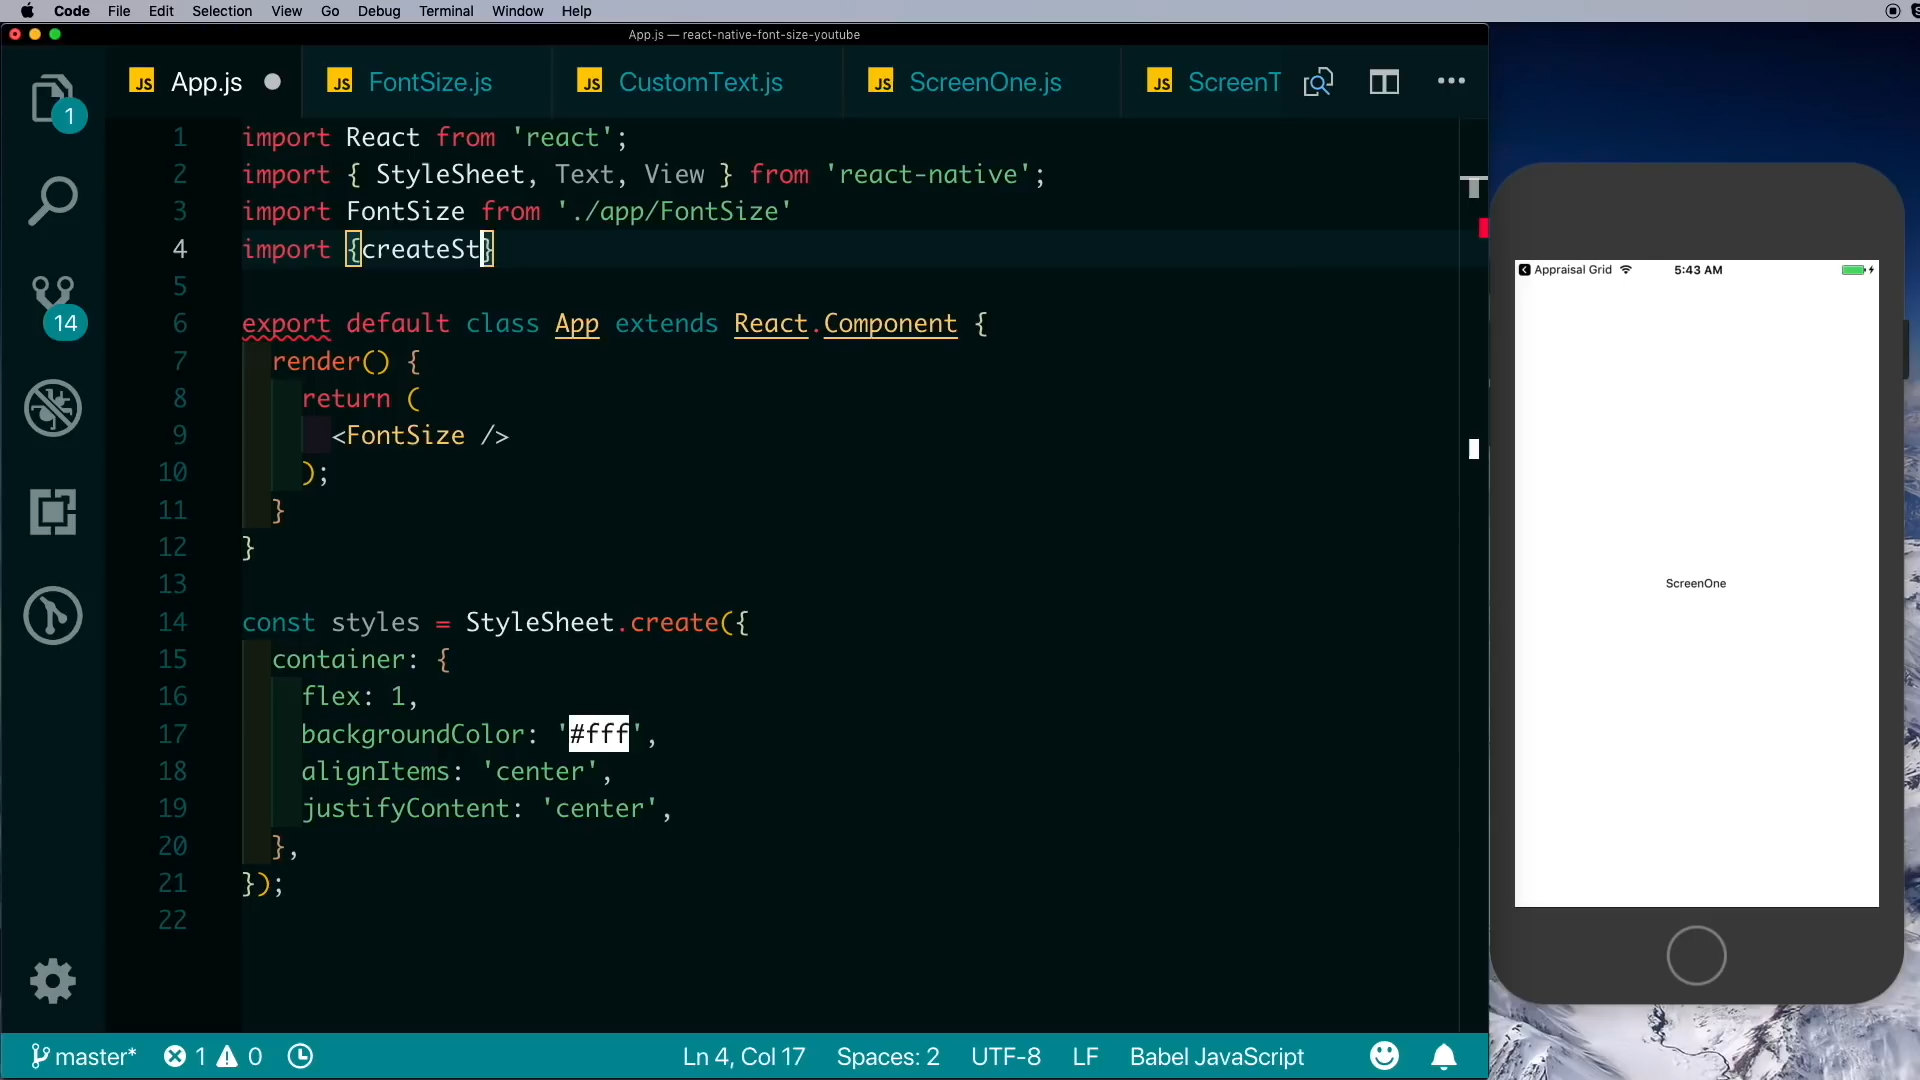 Code File Edit Selection View Go Debug Terminal Window Help
App.js — react-native-font-size-youtube
JS App.js JS FontSize.js JS CustomText.js JS ScreenOne.js JS ScreenT
1
14
1 import React from 'react';
2 import { StyleSheet, Text, View } from 'react-native';
3 import FontSize from './app/FontSize'
4 import {createSt}
5
6 export default class App extends React.Component {
7 render() {
8 return (
9 <FontSize />
10 );
11 }
12 }
13
14 const styles = StyleSheet.create({
15 container: {
16 flex: 1,
17 backgroundColor: '#fff',
18 alignItems: 'center',
19 justifyContent: 'center',
20 },
21 });
22
master* 1 0 Ln 4, Col 17 Spaces: 2 UTF-8 LF Babel JavaScript
Appraisal Grid 5:43 AM
ScreenOne